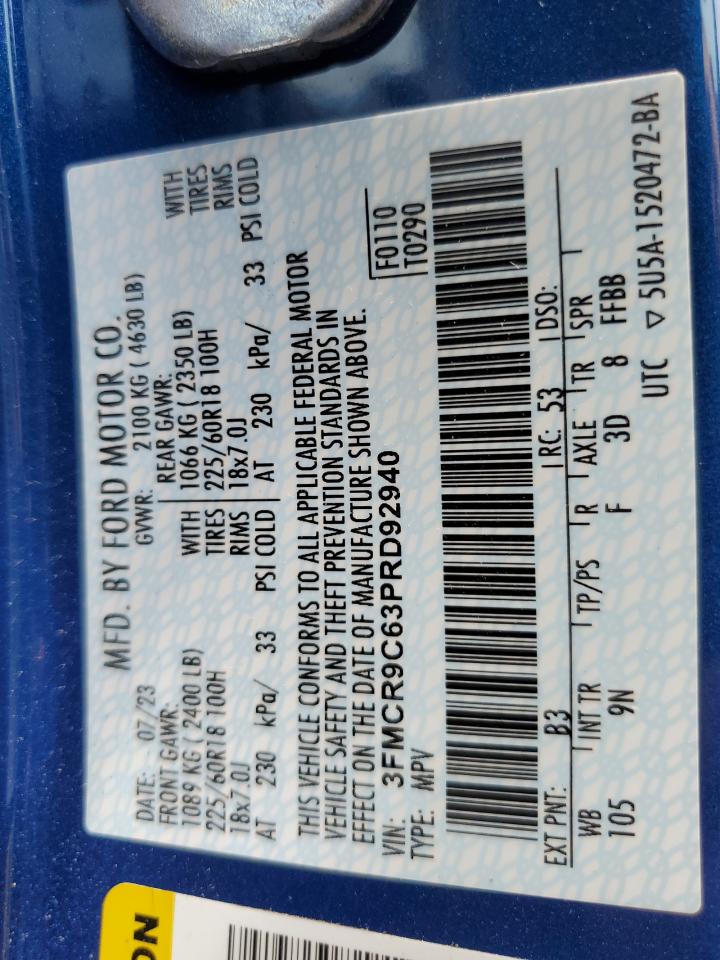 MFD. BY FORD MOTOR CO.
DATE: 07/23 GVWR: 2100 KG ( 4630 LB)
FRONT GAWR: REAR GAWR:
1089 KG (2400 LB) WITH 1066 KG (2350 LB) WITH
225/60R18 100H TIRES 225/60R18 100H TIRES
18x7.0J RIMS 18x7.0J RIMS
AT 230 kPa/ 33 PSI COLD AT 230 kPa/ 33 PSI COLD
THIS VEHICLE CONFORMS TO ALL APPLICABLE FEDERAL MOTOR
VEHICLE SAFETY AND THEFT PREVENTION STANDARDS IN
EFFECT ON THE DATE OF MANUFACTURE SHOWN ABOVE.
VIN: 3FMCR9C63PRD92940 F0110
TYPE: MPV T0290
EXT PNT: B3 RC: 53 DSO:
WB INT TR TP/PS R AXLE TR SPR
105 9N F 3D 8 FFBB
UTC ▽ 5U5A-1520472-BA
ON